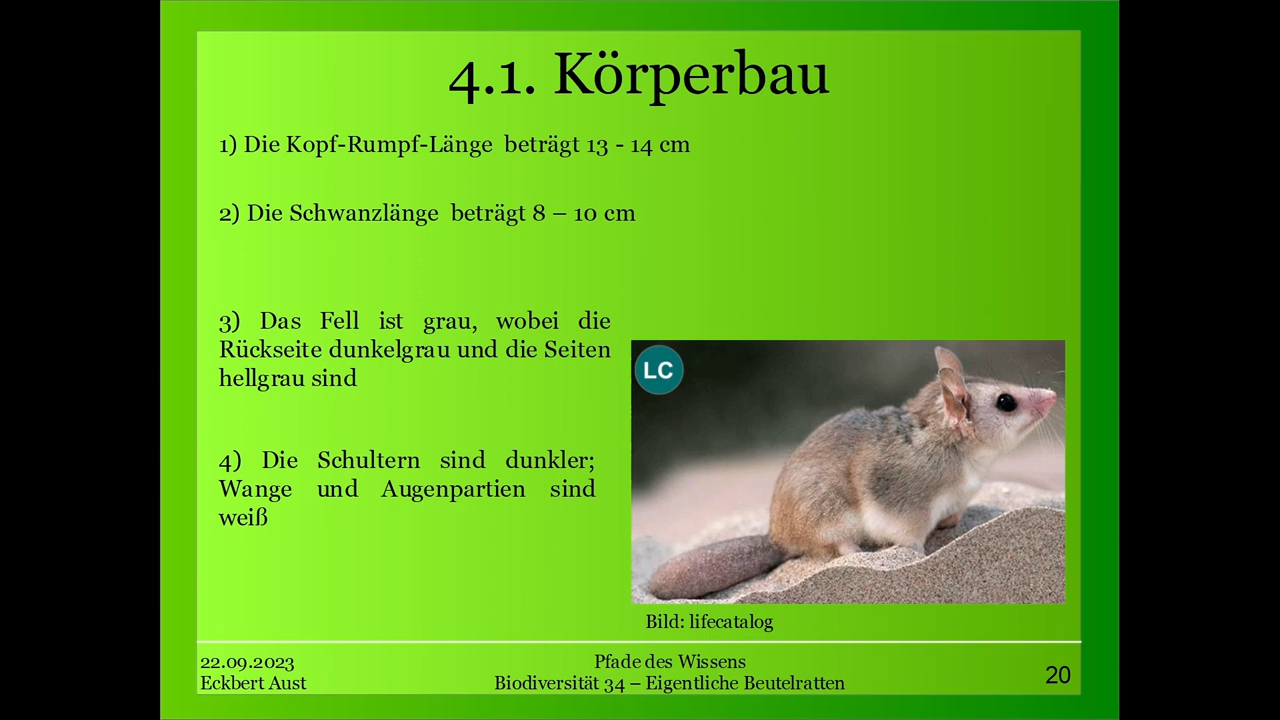 4.1. Körperbau
1) Die Kopf-Rumpf-Länge beträgt 13 - 14 cm
2) Die Schwanzlänge beträgt 8 – 10 cm
3) Das Fell ist grau, wobei die
Rückseite dunkelgrau und die Seiten
hellgrau sind
4) Die Schultern sind dunkler;
Wange und Augenpartien sind
weiß
LC
Bild: lifecatalog
22.09.2023
Eckbert Aust
Pfade des Wissens
Biodiversität 34 – Eigentliche Beutelratten
20